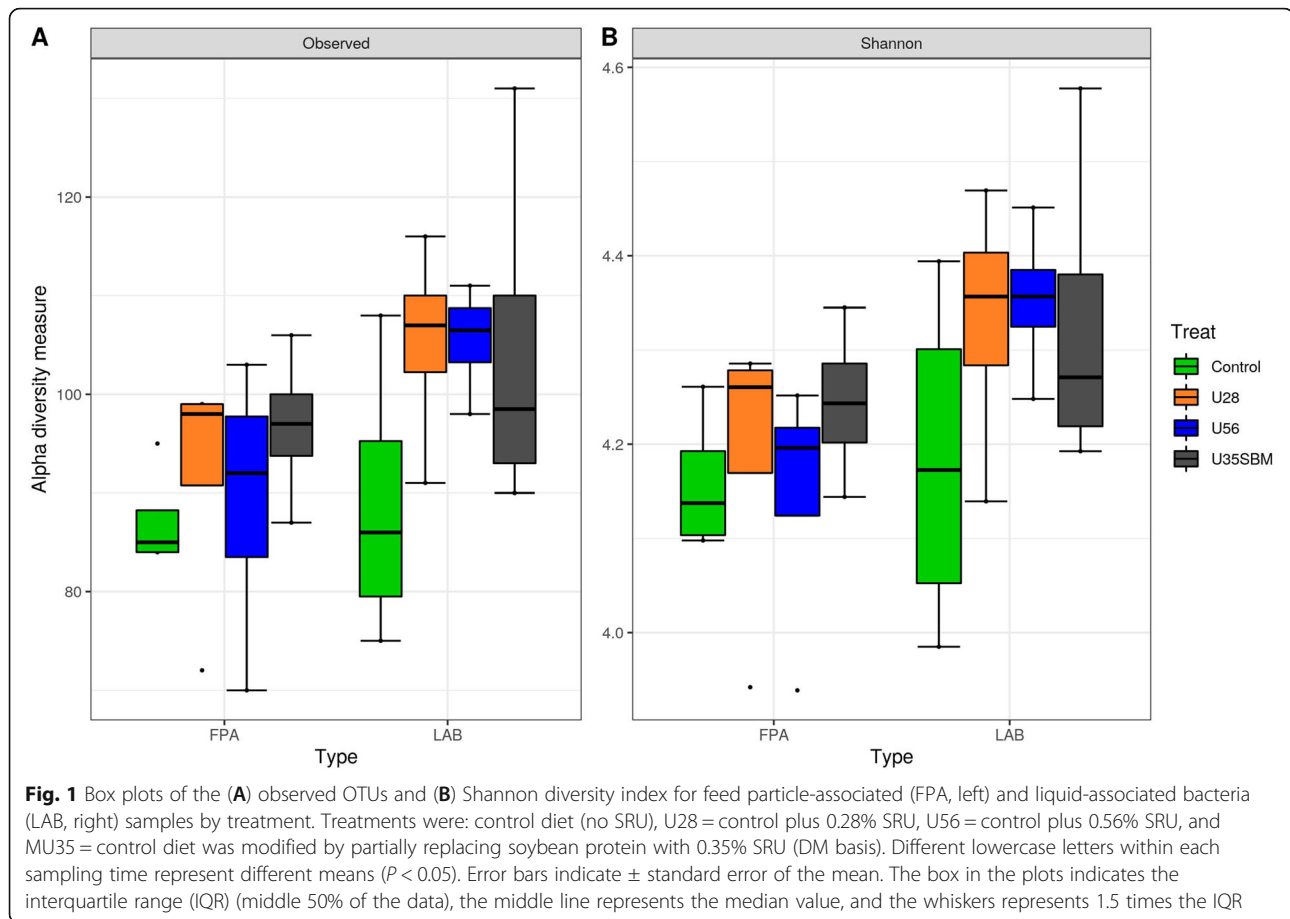 A
Observed
B
Shannon
Alpha diversity measure
120
100
80
4.6
4.4
4.2
4.0
FPA
LAB
Type
FPA
LAB
Type
Treat
Control
U28
U56
U35SBM
Fig. 1 Box plots of the (A) observed OTUs and (B) Shannon diversity index for feed particle-associated (FPA, left) and liquid-associated bacteria
(LAB, right) samples by treatment. Treatments were: control diet (no SRU), U28 = control plus 0.28% SRU, U56 = control plus 0.56% SRU, and
MU35 = control diet was modified by partially replacing soybean protein with 0.35% SRU (DM basis). Different lowercase letters within each
sampling time represent different means (P < 0.05). Error bars indicate ± standard error of the mean. The box in the plots indicates the
interquartile range (IQR) (middle 50% of the data), the middle line represents the median value, and the whiskers represents 1.5 times the IQR